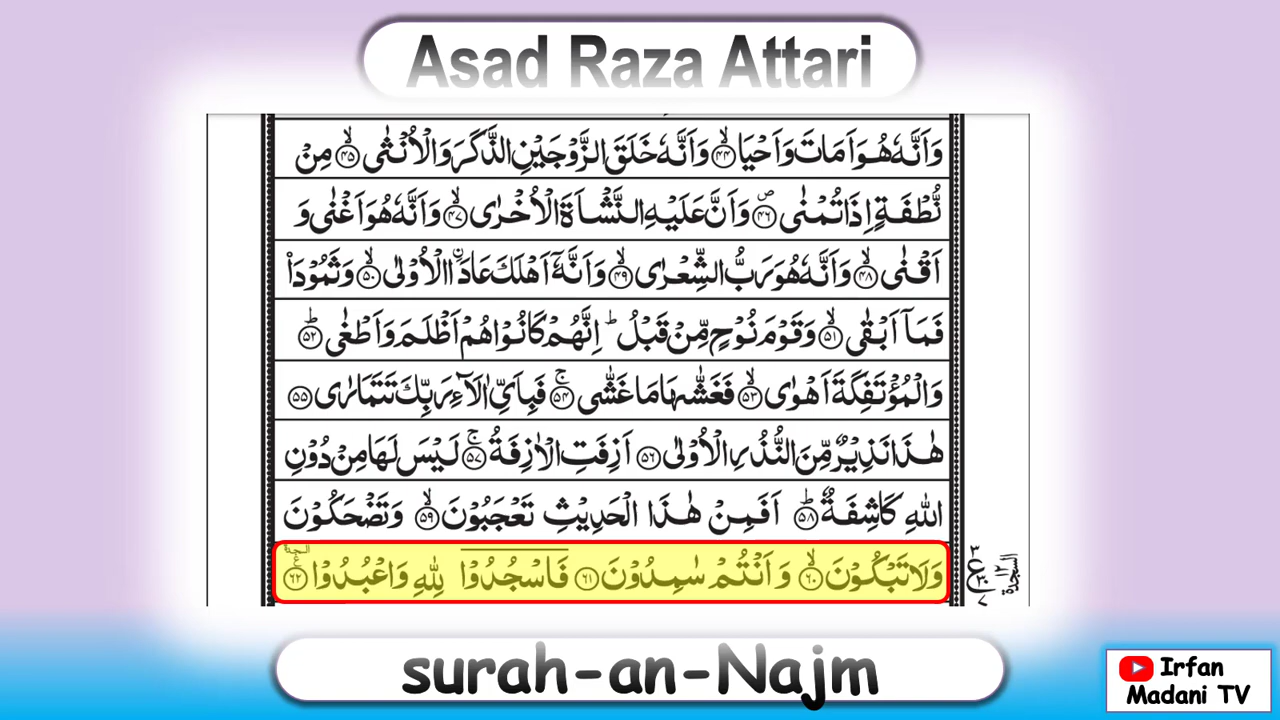 Asad Raza Attari
وَاَنَّهٗ هُوَ اَمَاتَ وَاَحْيَا ۙ﴿۴۴﴾ وَاَنَّهٗ خَلَقَ الزَّوْجَيْنِ الذَّكَرَ وَالْاُنْثٰى ۙ﴿۴۵﴾ مِنْ
نُّطْفَةٍ اِذَا تُمْنٰى ۪﴿۴۶﴾ وَاَنَّ عَلَيْهِ النَّشْاَةَ الْاُخْرٰى ۙ﴿۴۷﴾ وَاَنَّهٗ هُوَ اَغْنٰى وَ
اَقْنٰى ۙ﴿۴۸﴾ وَاَنَّهٗ هُوَ رَبُّ الشِّعْرٰى ۙ﴿۴۹﴾ وَاَنَّهٗۤ اَهْلَكَ عَادَا ۨ الْاُوْلٰى ۙ﴿۵۰﴾ وَثَمُوْدَا۠
فَمَاۤ اَبْقٰى ۙ﴿۵۱﴾ وَقَوْمَ نُوْحٍ مِّنْ قَبْلُ ؕ اِنَّهُمْ كَانُوْا هُمْ اَظْلَمَ وَاَطْغٰى ؕ﴿۵۲﴾
وَالْمُؤْتَفِكَةَ اَهْوٰى ۙ﴿۵۳﴾ فَغَشّٰىهَا مَا غَشّٰى ۚ﴿۵۴﴾ فَبِاَىِّ اٰلَآءِ رَبِّكَ تَتَمَارٰى ﴿۵۵﴾
هٰذَا نَذِيْرٌ مِّنَ النُّذُرِ الْاُوْلٰى ﴿۵۶﴾ اَزِفَتِ الْاٰزِفَةُ ۚ﴿۵۷﴾ لَيْسَ لَهَا مِنْ دُوْنِ
اللّٰهِ كَاشِفَةٌ ؕ﴿۵۸﴾ اَفَمِنْ هٰذَا الْحَدِيْثِ تَعْجَبُوْنَ ۙ﴿۵۹﴾ وَتَضْحَكُوْنَ
وَلَا تَبْكُوْنَ ۙ﴿۶۰﴾ وَاَنْتُمْ سٰمِدُوْنَ ﴿۶۱﴾ فَاسْجُدُوْا لِلّٰهِ وَاعْبُدُوْا ﴿۶۲﴾
السجدة ۱۲
surah-an-Najm
Irfan
Madani TV